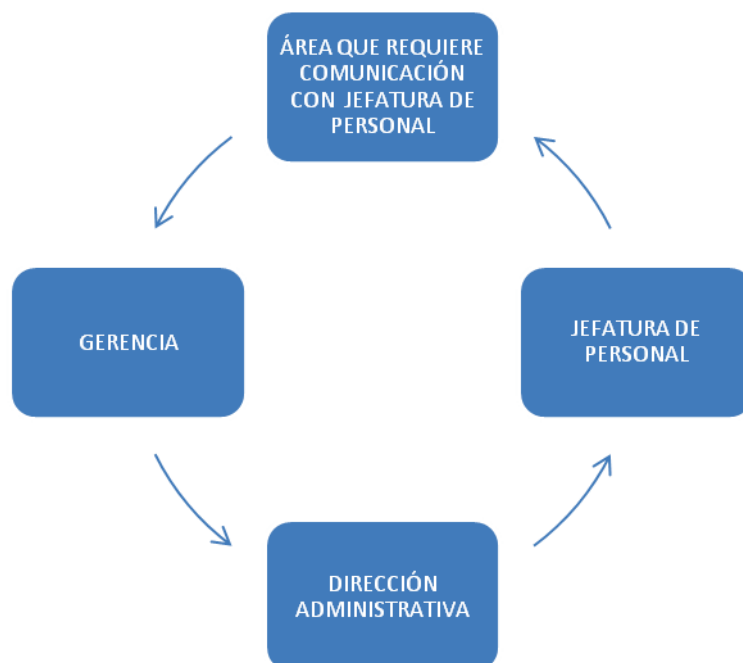 ÁREA QUE REQUIERE
COMUNICACIÓN
CON JEFATURA DE
PERSONAL
GERENCIA
JEFATURA DE
PERSONAL
DIRECCIÓN
ADMINISTRATIVA